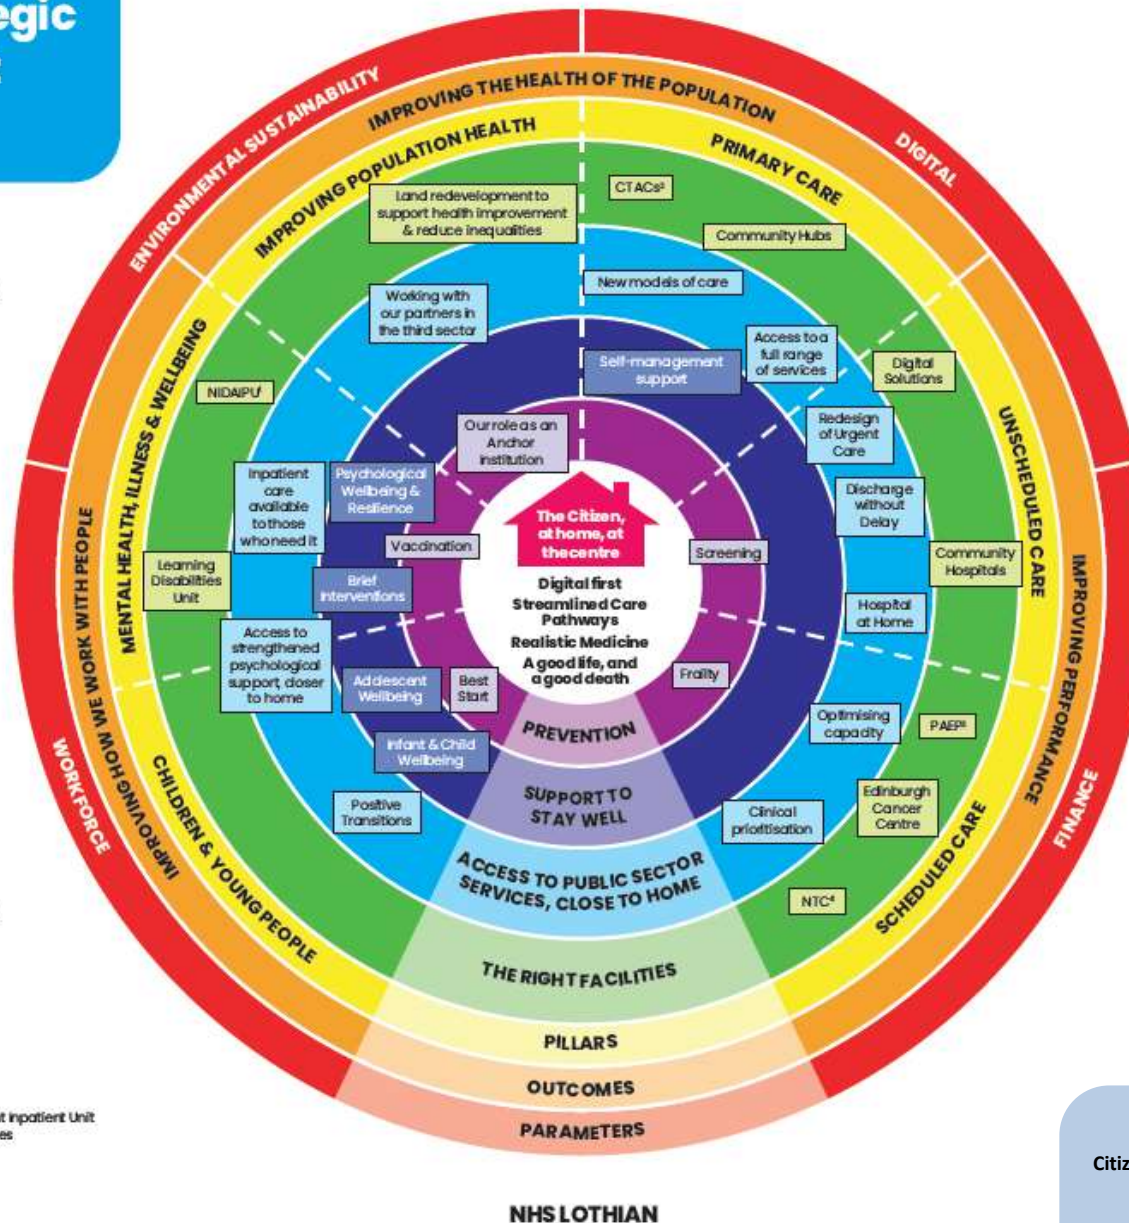 egic
ENVIRONMENTAL SUSTAINABILITY
DIGITAL
FINANCE
WORKFORCE
IMPROVING THE HEALTH OF THE POPULATION
IMPROVING PERFORMANCE
IMPROVING HOW WE WORK WITH PEOPLE
IMPROVING POPULATION HEALTH
PRIMARY CARE
UNSCHEDULED CARE
SCHEDULED CARE
CHILDREN & YOUNG PEOPLE
MENTAL HEALTH, ILLNESS & WELLBEING
Land redevelopment to
support health improvement
& reduce inequalities
CTACs²
Community Hubs
Working with
our partners in
the third sector
New models of care
Access to a
full range
of services
Self-management
support
Digital
Solutions
NIDAIPU¹
Redesign
of Urgent
Care
Our role as an
Anchor
institution
Inpatient
care
available
to those
who need it
Psychological
Wellbeing &
Resilience
Discharge
without
Delay
The Citizen,
at home, at
the centre
Vaccination
Screening
Community
Hospitals
Learning
Disabilities
Unit
Brief
Interventions
Digital first
Streamlined Care
Pathways
Realistic Medicine
A good life, and
a good death
Hospital
at Home
Access to
strengthened
psychological
support, closer
to home
Adolescent
Wellbeing
Best
Start
Frailty
Optimising
capacity
PAEP³
Infant & Child
Wellbeing
Positive
Transitions
Clinical
prioritisation
Edinburgh
Cancer
Centre
NTC⁴
PREVENTION
SUPPORT TO
STAY WELL
ACCESS TO PUBLIC SECTOR
SERVICES, CLOSE TO HOME
THE RIGHT FACILITIES
PILLARS
OUTCOMES
PARAMETERS
t Inpatient Unit
es
Citiz
NHS LOTHIAN